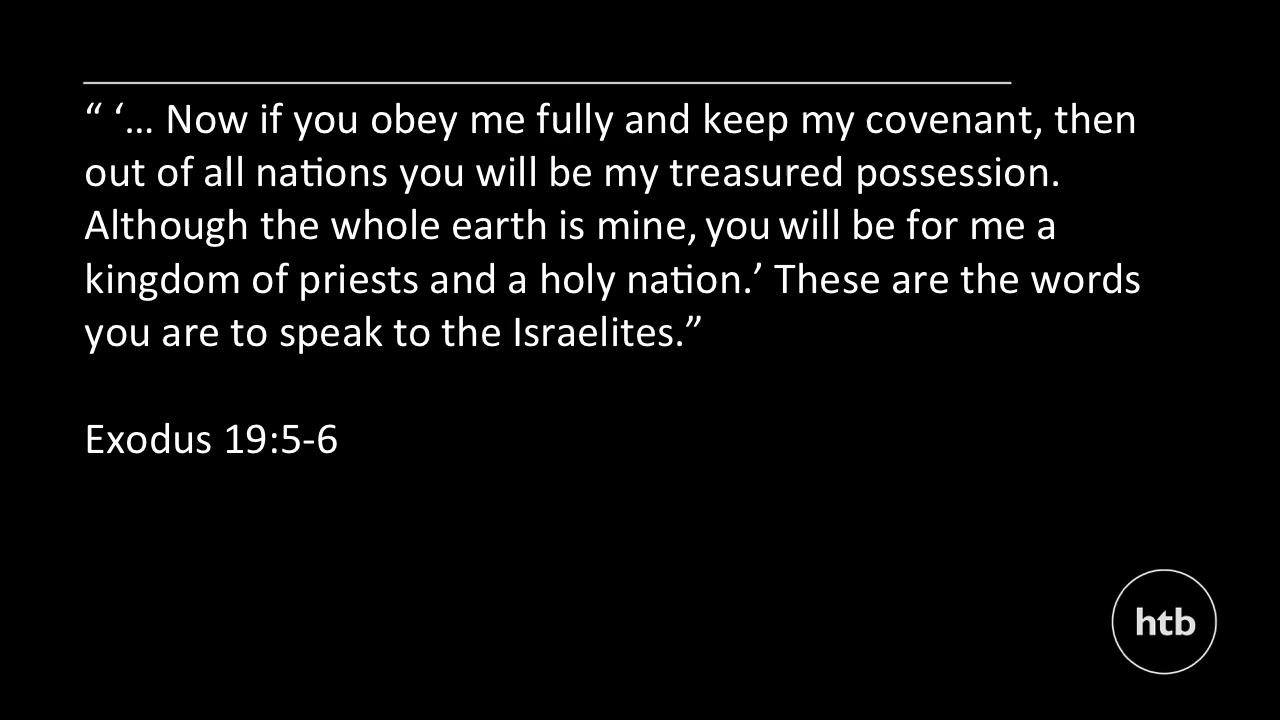 “ ‘… Now if you obey me fully and keep my covenant, then
out of all nations you will be my treasured possession.
Although the whole earth is mine, you will be for me a
kingdom of priests and a holy nation.’ These are the words
you are to speak to the Israelites.”
Exodus 19:5-6
htb